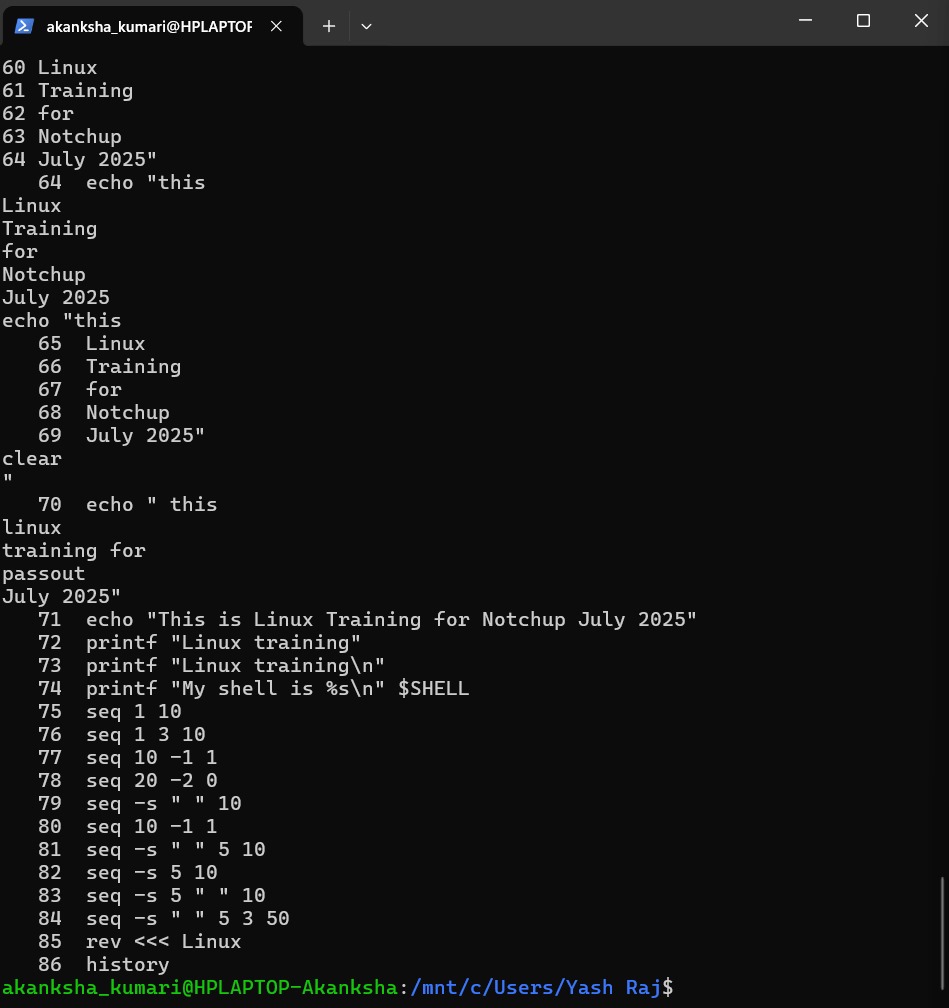 akanksha_kumari@HPLAPTOP
60 Linux
61 Training
62 for
63 Notchup
64 July 2025"
   64  echo "this
Linux
Training
for
Notchup
July 2025
echo "this
   65  Linux
   66  Training
   67  for
   68  Notchup
   69  July 2025"
clear
"
   70  echo " this
linux
training for
passout
July 2025"
   71  echo "This is Linux Training for Notchup July 2025"
   72  printf "Linux training"
   73  printf "Linux training\n"
   74  printf "My shell is %s\n" $SHELL
   75  seq 1 10
   76  seq 1 3 10
   77  seq 10 -1 1
   78  seq 20 -2 0
   79  seq -s " " 10
   80  seq 10 -1 1
   81  seq -s " " 5 10
   82  seq -s 5 10
   83  seq -s 5 " " 10
   84  seq -s " " 5 3 50
   85  rev <<< Linux
   86  history
akanksha_kumari@HPLAPTOP-Akanksha:/mnt/c/Users/Yash Raj$